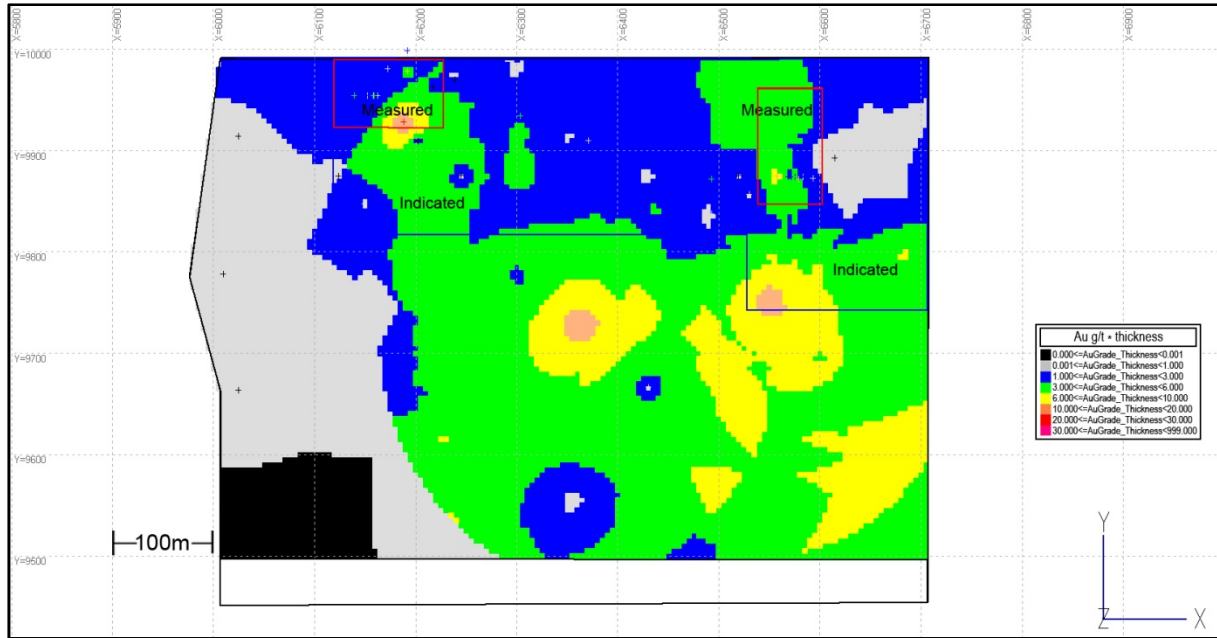 X=5800
X=5900
X=6000
X=6100
X=6200
X=6300
X=6400
X=6500
X=6600
X=6700
X=6800
X=6900
Y=10000
Measured
Measured
Y=9900
Indicated
Y=9800
Indicated
Y=9700
Au g/t * thickness
0.000<=AuGrade_Thickness<0.001
0.001<=AuGrade_Thickness<1.000
1.000<=AuGrade_Thickness<3.000
3.000<=AuGrade_Thickness<6.000
6.000<=AuGrade_Thickness<10.000
10.000<=AuGrade_Thickness<20.000
20.000<=AuGrade_Thickness<30.000
30.000<=AuGrade_Thickness<999.000
Y=9600
100m
Y=9500
Y
Z
X